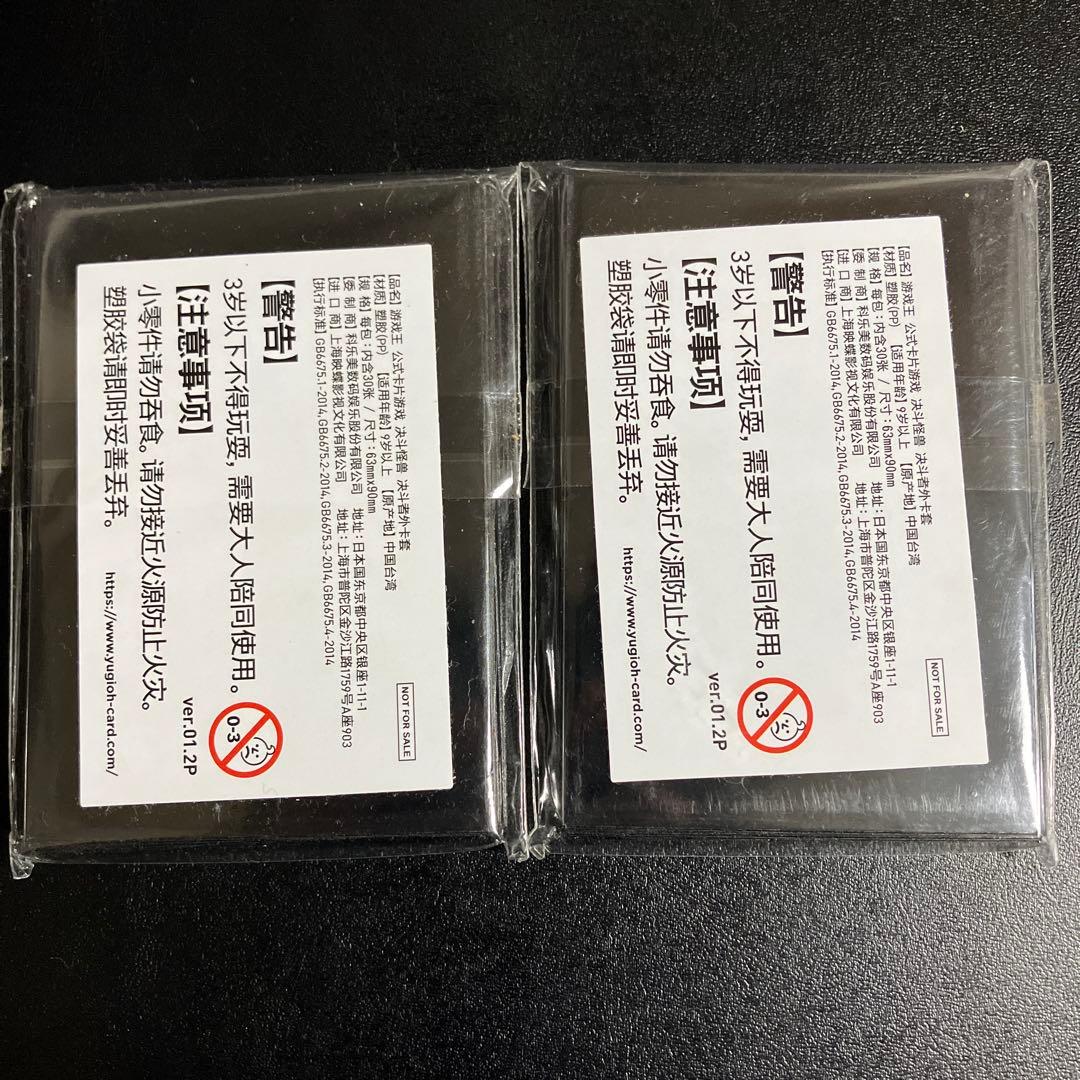 [品名] 游戏王 公式卡片游戏 决斗怪兽 决斗者外卡套
[材质] 塑胶(PP) 【适用年龄】9岁以上 【原产地】中国台湾
[规 格] 每包:内含30张 / 尺寸:63mmx90mm
[委 制 商] 科乐美数码娱乐股份有限公司 地址:日本国东京都中央区银座1-11-1
[进 口 商] 上海映蝶影视文化有限公司 地址:上海市普陀区金沙江路1759号A座903
[执行标准] GB6675.1-2014,GB6675.2-2014,GB6675.3-2014,GB6675.4-2014
NOT FOR SALE
【警告】
3岁以下不得玩耍,需要大人陪同使用。
0-3
【注意事项】
小零件请勿吞食。请勿接近火源防止火灾。
塑胶袋请即时妥善丢弃。
ver.01.2P
https://www.yugioh-card.com/
[品名] 游戏王 公式卡片游戏 决斗怪兽 决斗者外卡套
[材质] 塑胶(PP) 【适用年龄】9岁以上 【原产地】中国台湾
[规 格] 每包:内含30张 / 尺寸:63mmx90mm
[委 制 商] 科乐美数码娱乐股份有限公司 地址:日本国东京都中央区银座1-11-1
[进 口 商] 上海映蝶影视文化有限公司 地址:上海市普陀区金沙江路1759号A座903
[执行标准] GB6675.1-2014,GB6675.2-2014,GB6675.3-2014,GB6675.4-2014
NOT FOR SALE
【警告】
3岁以下不得玩耍,需要大人陪同使用。
0-3
【注意事项】
小零件请勿吞食。请勿接近火源防止火灾。
塑胶袋请即时妥善丢弃。
ver.01.2P
https://www.yugioh-card.com/